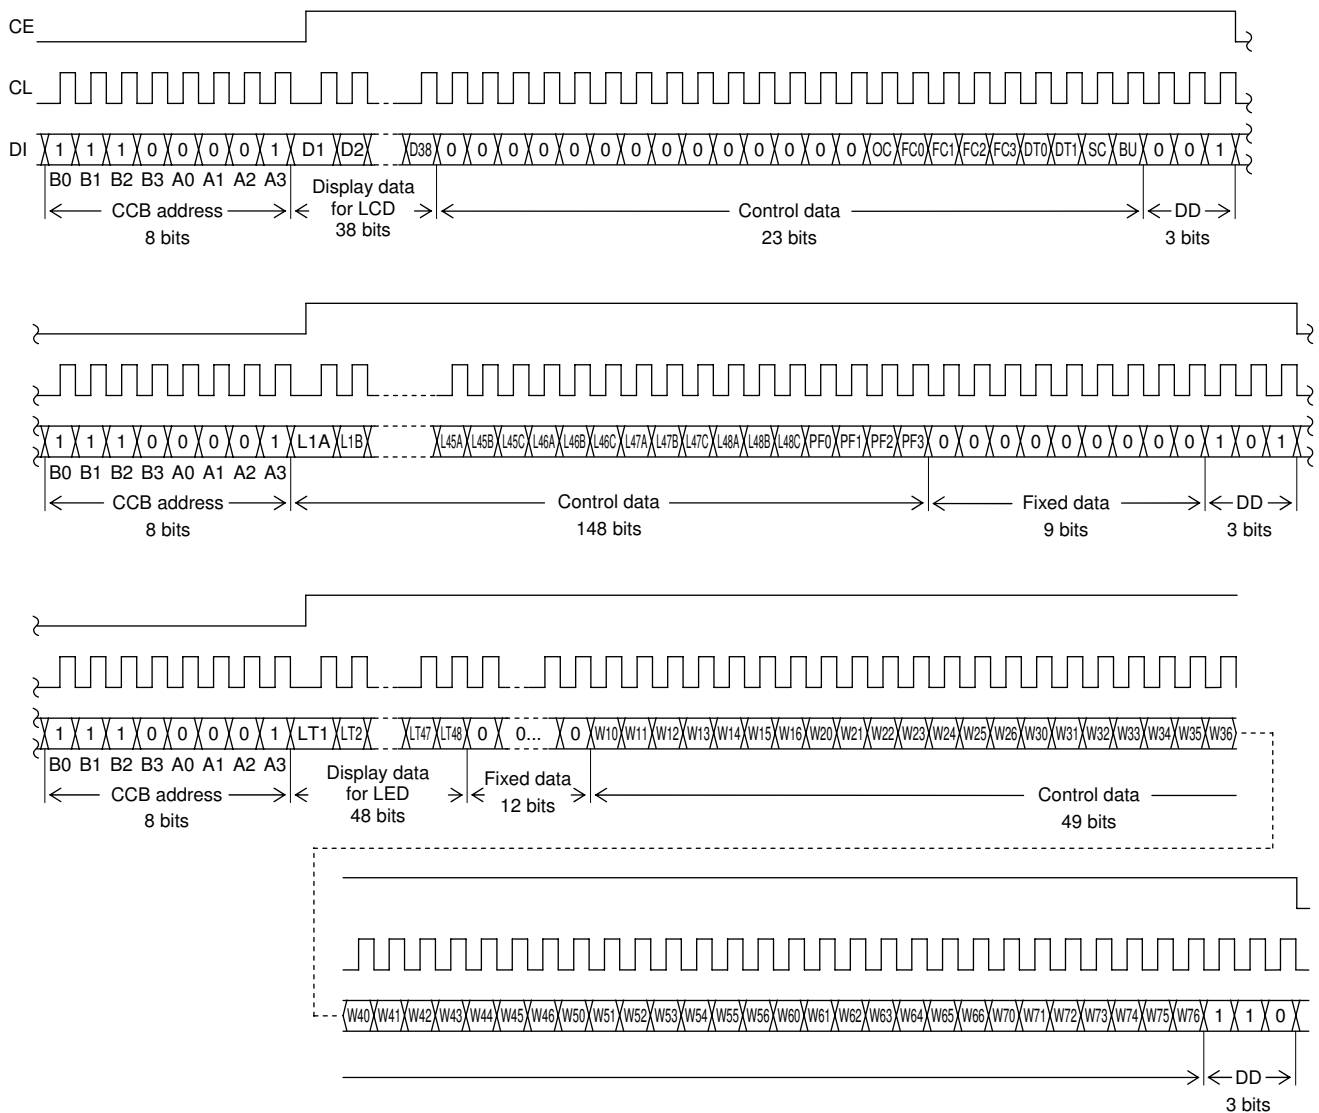 CE
CL
DI 1 1 1 0 0 0 0 1 D1 D2 D38 0 0 0 0 0 0 0 0 0 0 0 0 0 0 OC FC0 FC1 FC2 FC3 DT0 DT1 SC BU 0 0 1
B0 B1 B2 B3 A0 A1 A2 A3
CCB address
8 bits
Display data
for LCD
38 bits
Control data
23 bits
DD
3 bits
1 1 1 0 0 0 0 1 L1A L1B L45A L45B L45C L46A L46B L46C L47A L47B L47C L48A L48B L48C PF0 PF1 PF2 PF3 0 0 0 0 0 0 0 0 0 1 0 1
B0 B1 B2 B3 A0 A1 A2 A3
CCB address
8 bits
Control data
148 bits
Fixed data
9 bits
DD
3 bits
1 1 1 0 0 0 0 1 LT1 LT2 LT47 LT48 0 0... 0 W10 W11 W12 W13 W14 W15 W16 W20 W21 W22 W23 W24 W25 W26 W30 W31 W32 W33 W34 W35 W36
B0 B1 B2 B3 A0 A1 A2 A3
CCB address
8 bits
Display data
for LED
48 bits
Fixed data
12 bits
Control data
49 bits
W40 W41 W42 W43 W44 W45 W46 W50 W51 W52 W53 W54 W55 W56 W60 W61 W62 W63 W64 W65 W66 W70 W71 W72 W73 W74 W75 W76 1 1 0
DD
3 bits